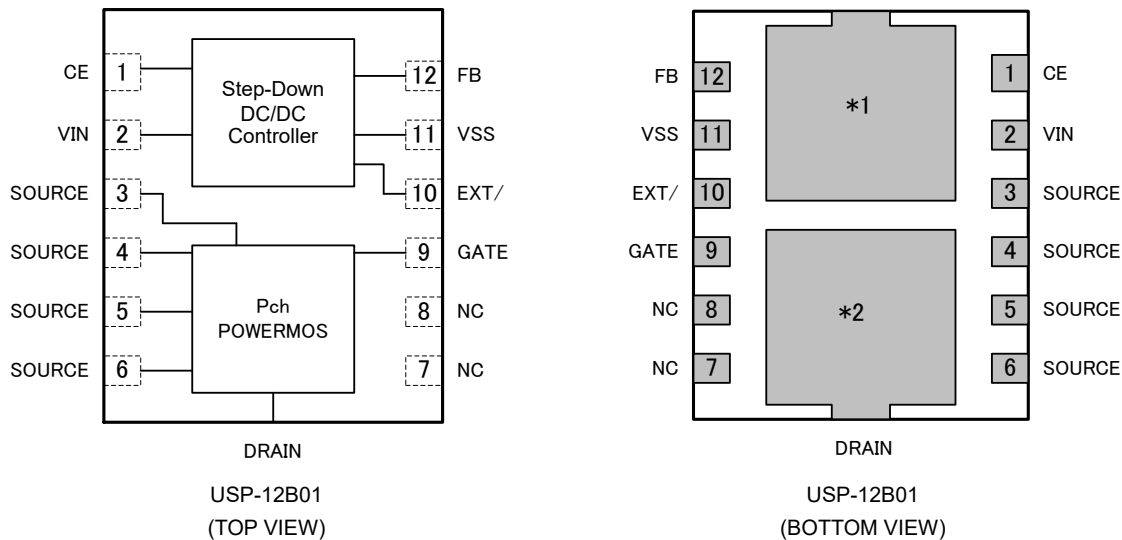 CE 1
VIN 2
SOURCE 3
SOURCE 4
SOURCE 5
SOURCE 6
Step-Down
DC/DC
Controller
Pch
POWERMOS
12 FB
11 VSS
10 EXT/
9 GATE
8 NC
7 NC
DRAIN
USP-12B01
(TOP VIEW)
FB 12
VSS 11
EXT/ 10
GATE 9
NC 8
NC 7
*1
*2
1 CE
2 VIN
3 SOURCE
4 SOURCE
5 SOURCE
6 SOURCE
DRAIN
USP-12B01
(BOTTOM VIEW)